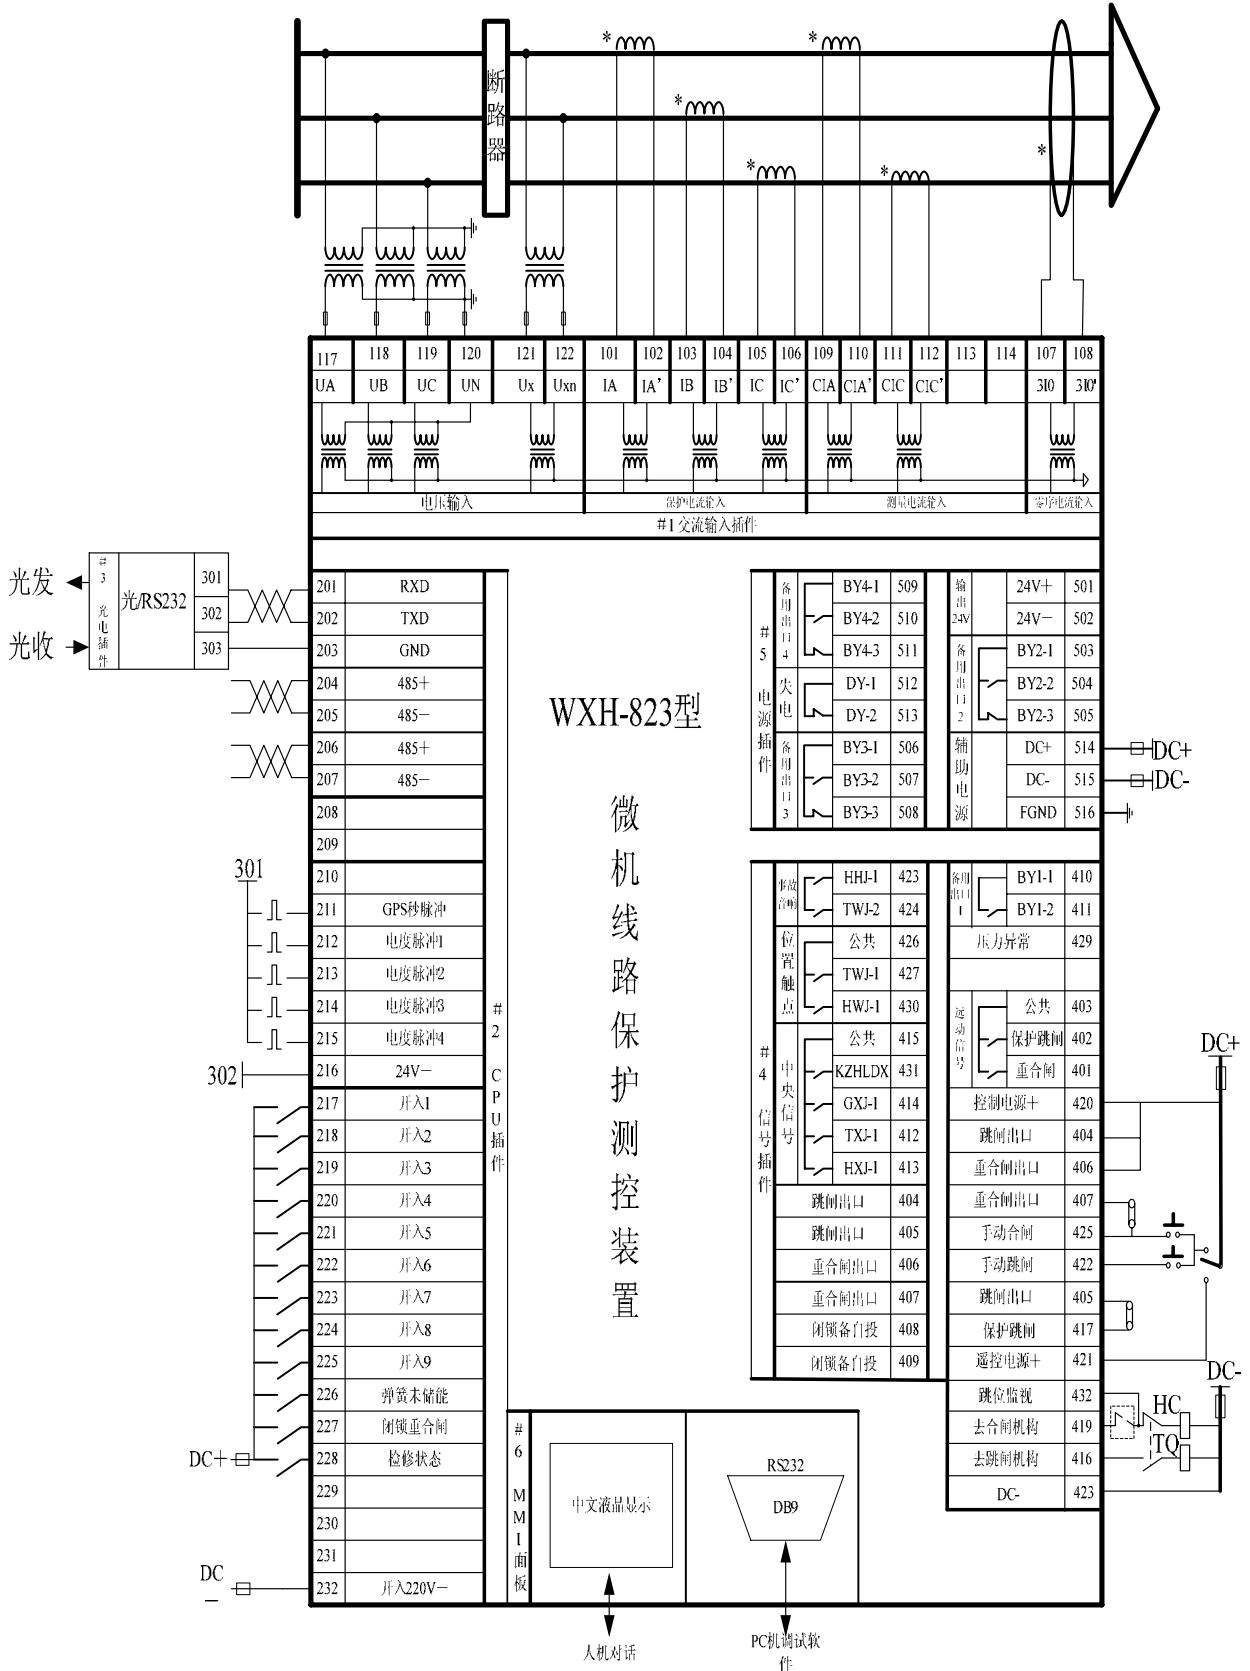 * *
断路器
*
*
* *
117 118 119 120 121 122 101 102 103 104 105 106 109 110 111 112 113 114 107 108
UA UB UC UN Ux Uxn IA IA’ IB IB’ IC IC’ CIA CIA’ CIC CIC’ 3I0 3I0'
电压输入 保护电流输入 测量电流输入 零序电流输入
#1交流输入插件
光发
光收
#3 光电插件
光/RS232
301
302
303
201 RXD
202 TXD
203 GND
204 485+
205 485−
206 485+
207 485−
208
209
210
301
211 GPS秒脉冲
212 电度脉冲1
213 电度脉冲2
214 电度脉冲3
215 电度脉冲4
302
216 24V−
217 开入1
218 开入2
219 开入3
220 开入4
221 开入5
222 开入6
223 开入7
224 开入8
225 开入9
226 弹簧未储能
227 闭锁重合闸
DC+
228 检修状态
229
230
231
DC
−
232 开入220V−
#2 CPU插件
WXH-823型
微机线路保护测控装置
#5 电源插件
备用出口4
BY4-1 509
BY4-2 510
BY4-3 511
失电
DY-1 512
DY-2 513
备用出口3
BY3-1 506
BY3-2 507
BY3-3 508
输出24V
24V+ 501
24V− 502
备用出口2
BY2-1 503
BY2-2 504
BY2-3 505
辅助电源
DC+ 514 DC+
DC- 515 DC-
FGND 516
#4 信号插件
事故音响
HHJ-1 423
TWJ-2 424
位置触点
公共 426
TWJ-1 427
HWJ-1 430
中央信号
公共 415
KZHLDX 431
GXJ-1 414
TXJ-1 412
HXJ-1 413
跳闸出口 404
跳闸出口 405
重合闸出口 406
重合闸出口 407
闭锁备自投 408
闭锁备自投 409
备用出口1
BY1-1 410
BY1-2 411
压力异常 429
远动信号
公共 403
保护跳闸 402
重合闸 401
DC+
控制电源+ 420
跳闸出口 404
重合闸出口 406
重合闸出口 407
手动合闸 425
手动跳闸 422
跳闸出口 405
保护跳闸 417
遥控电源+ 421
DC-
跳位监视 432
去合闸机构 419
HC
去跳闸机构 416
TQ
DC- 423
#6 MMI面板
中文液晶显示
RS232
DB9
人机对话
PC机调试软
件